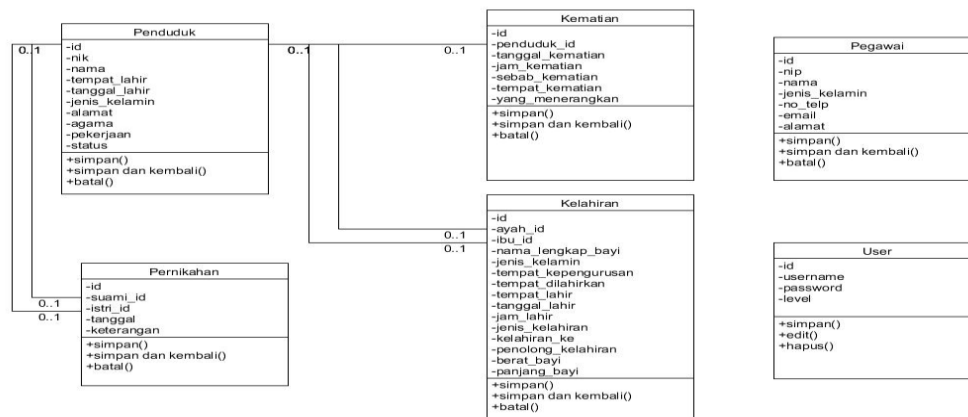 Penduduk
-id
-nik
-nama
-tempat_lahir
-tanggal_lahir
-jenis_kelamin
-alamat
-agama
-pekerjaan
-status
+simpan()
+simpan dan kembali()
+batal()
0..1
0..1
0..1
Kematian
-id
-penduduk_id
-tanggal_kematian
-jam_kematian
-sebab_kematian
-tempat_kematian
-yang_menerangkan
+simpan()
+simpan dan kembali()
+batal()
Pegawai
-id
-nip
-nama
-jenis_kelamin
-no_telp
-email
-alamat
+simpan()
+simpan dan kembali()
+batal()
Pernikahan
-id
-suami_id
-istri_id
-tanggal
-keterangan
+simpan()
+simpan dan kembali()
+batal()
0..1
0..1
Kelahiran
-id
-ayah_id
-ibu_id
-nama_lengkap_bayi
-jenis_kelamin
-tempat_kepengurusan
-tempat_dilahirkan
-tempat_lahir
-tanggal_lahir
-jam_lahir
-jenis_kelahiran
-kelahiran_ke
-penolong_kelahiran
-berat_bayi
-panjang_bayi
+simpan()
+simpan dan kembali()
+batal()
0..1
0..1
User
-id
-username
-password
-level
+simpan()
+edit()
+hapus()